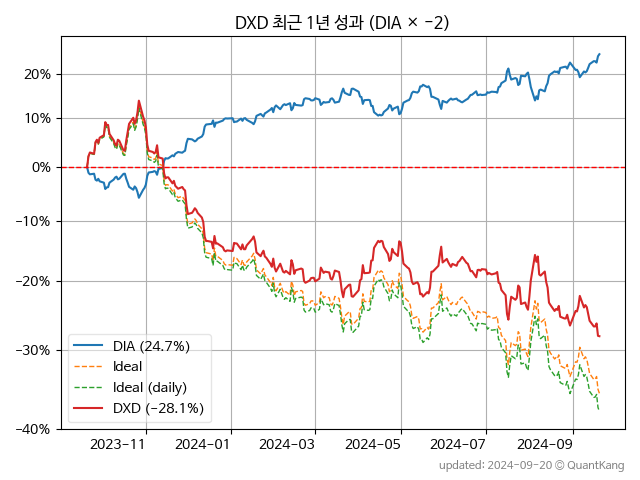 DXD 최근 1년 성과 (DIA × −2)
20%
10%
0%
−10%
−20%
−30%
−40%
DIA (24.7%)
Ideal
Ideal (daily)
DXD (−28.1%)
2023−11
2024−01
2024−03
2024−05
2024−07
2024−09
updated: 2024−09−20 © QuantKang